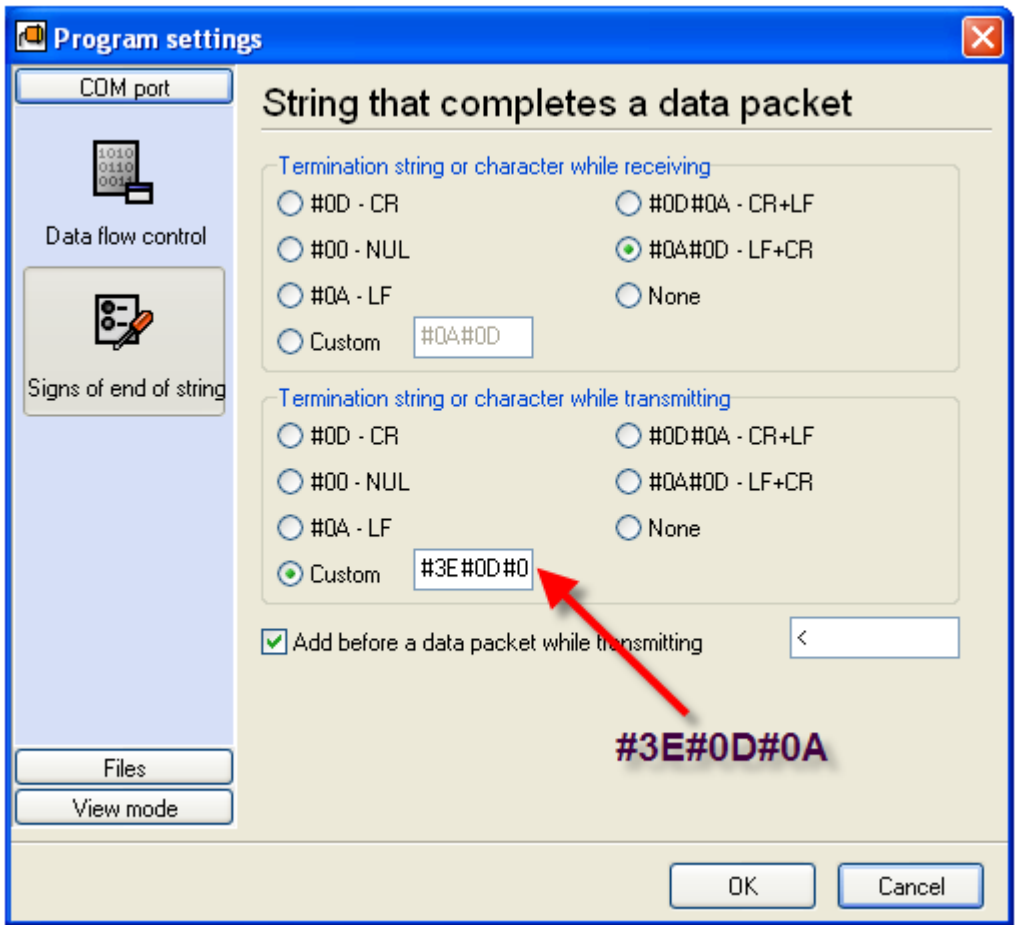 Program settings
COM port
1010
0110
0011
Data flow control
Signs of end of string
Files
View mode
String that completes a data packet
Termination string or character while receiving
#0D - CR
#0D#0A - CR+LF
#00 - NUL
#0A#0D - LF+CR
#0A - LF
None
Custom #0A#0D
Termination string or character while transmitting
#0D - CR
#0D#0A - CR+LF
#00 - NUL
#0A#0D - LF+CR
#0A - LF
None
Custom #3E#0D#0
Add before a data packet while transmitting <
#3E#0D#0A
OK
Cancel